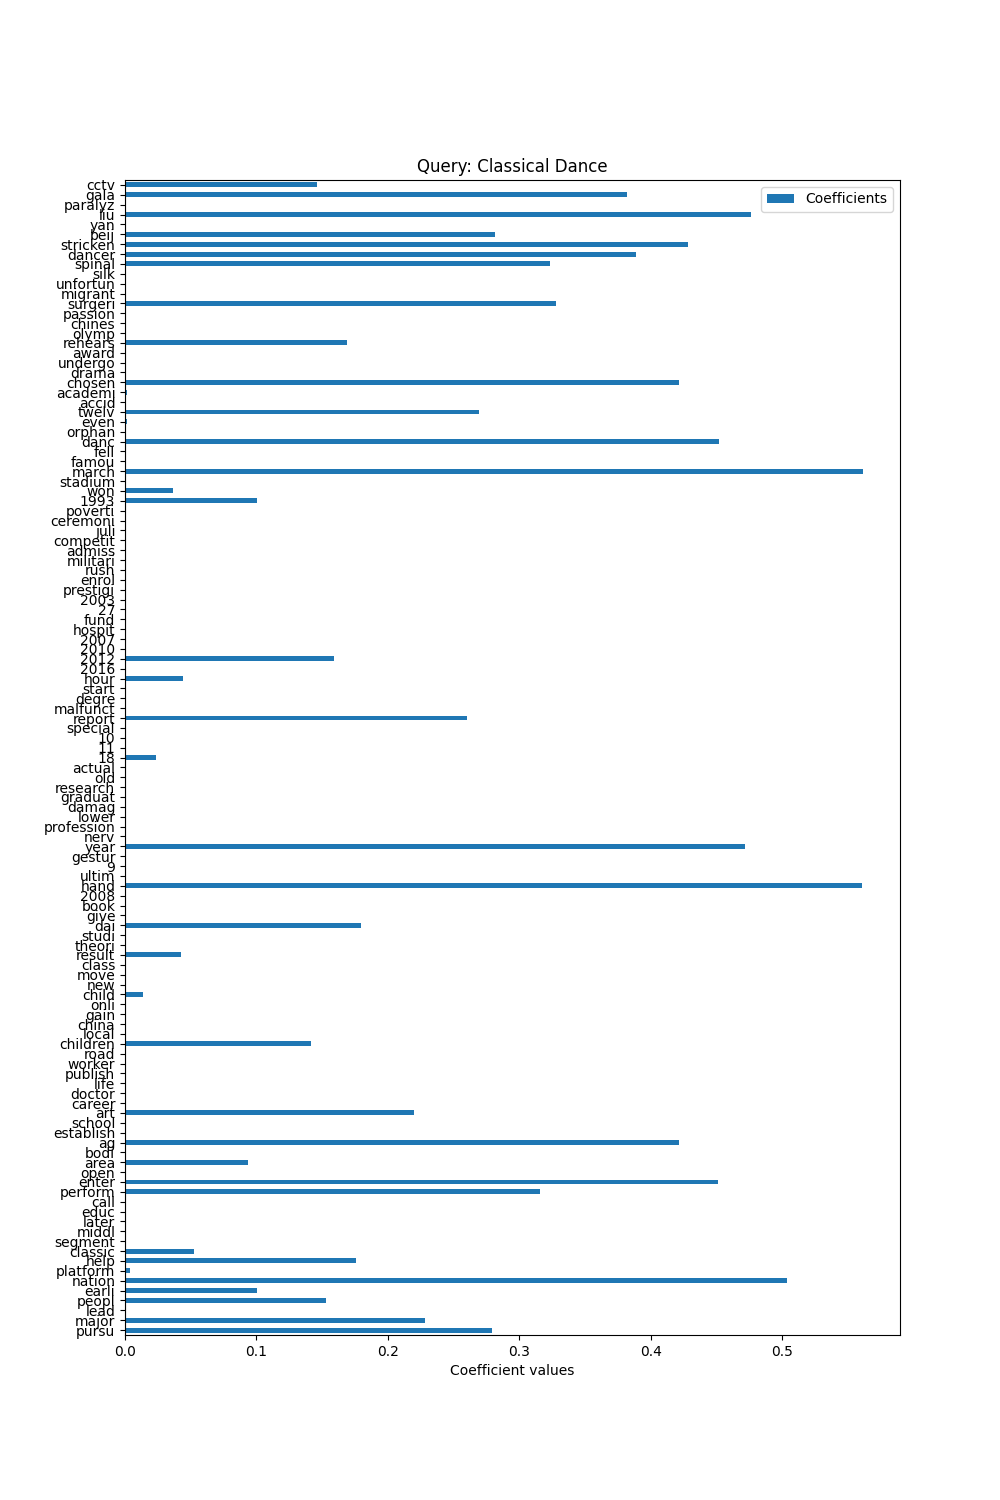 Query: Classical Dance
Coefficients
cctv
gala
paralyz
liu
yan
beij
stricken
dancer
spinal
silk
unfortun
migrant
surgeri
passion
chines
olymp
rehears
award
undergo
drama
chosen
academi
accid
twelv
even
orphan
danc
fell
famou
march
stadium
won
1993
poverti
ceremoni
juli
competit
admiss
militari
rush
enrol
prestigi
2003
27
fund
hospit
2007
2010
2012
2016
hour
start
degre
malfunct
report
special
10
11
18
actual
old
research
graduat
damag
lower
profession
nerv
year
gestur
9
ultim
hand
2008
book
give
dai
studi
theori
result
class
move
new
child
onli
gain
china
local
children
road
worker
publish
life
doctor
career
art
school
establish
ag
bodi
area
open
enter
perform
call
educ
later
middl
segment
classic
help
platform
nation
earli
peopl
lead
major
pursu
0.0 0.1 0.2 0.3 0.4 0.5
Coefficient values